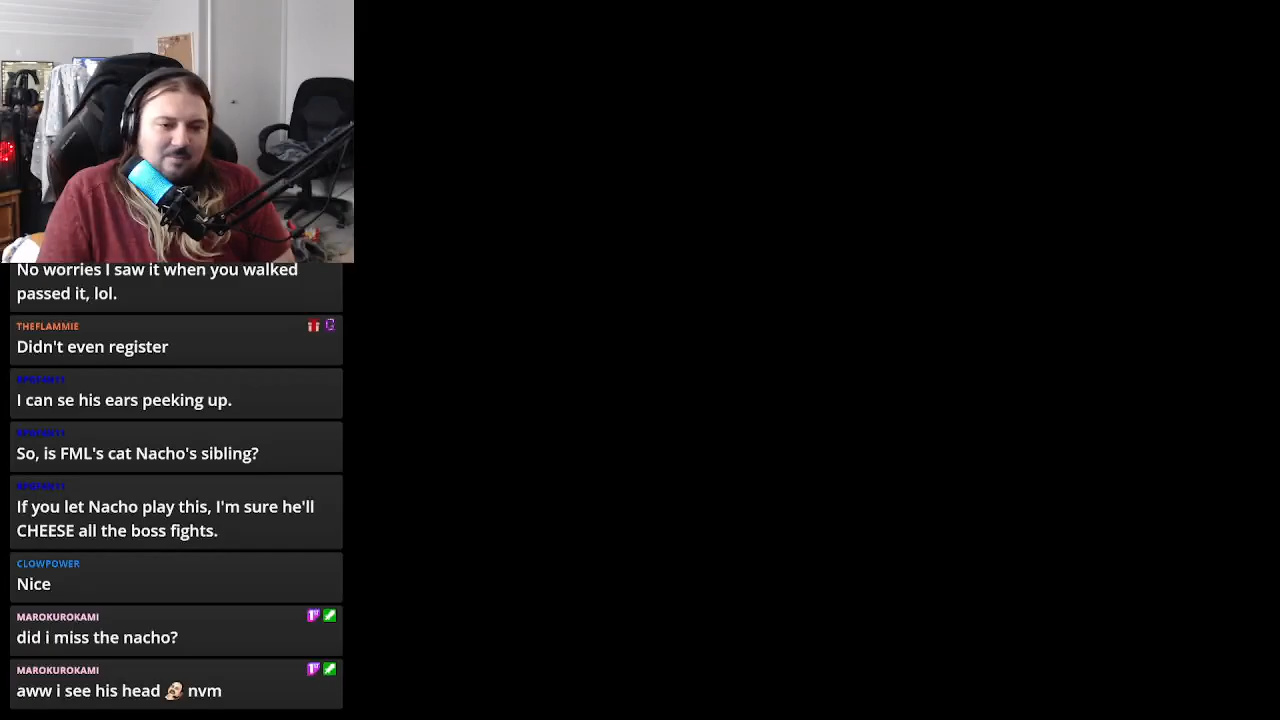 No worries I saw it when you walked
passed it, lol.
THEFLAMMIE
Didn't even register
I can se his ears peeking up.
So, is FML's cat Nacho's sibling?
If you let Nacho play this, I'm sure he'll
CHEESE all the boss fights.
CLOWPOWER
Nice
MAROKUROKAMI
did i miss the nacho?
MAROKUROKAMI
aww i see his head nvm